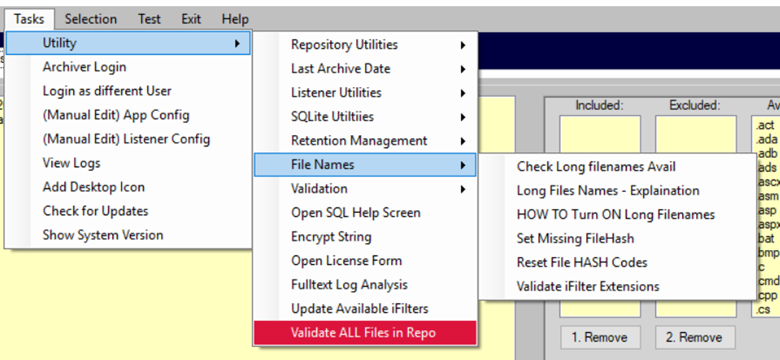 Tasks Selection Test Exit Help
Utility
Archiver Login
Login as different User
(Manual Edit) App Config
(Manual Edit) Listener Config
View Logs
Add Desktop Icon
Check for Updates
Show System Version
Repository Utilities
Last Archive Date
Listener Utilities
SQLite Utiltiies
Retention Management
File Names
Validation
Open SQL Help Screen
Encrypt String
Open License Form
Fulltext Log Analysis
Update Available iFilters
Validate ALL Files in Repo
Check Long filenames Avail
Long Files Names - Explaination
HOW TO Turn ON Long Filenames
Set Missing FileHash
Reset File HASH Codes
Validate iFilter Extensions
Included: Excluded: Av
.act
.ada
.adb
.ads
.ascx
.asm
.asp
.aspx
.bat
.bmp
.c
.cmd
.cpp
.cs
1. Remove 2. Remove